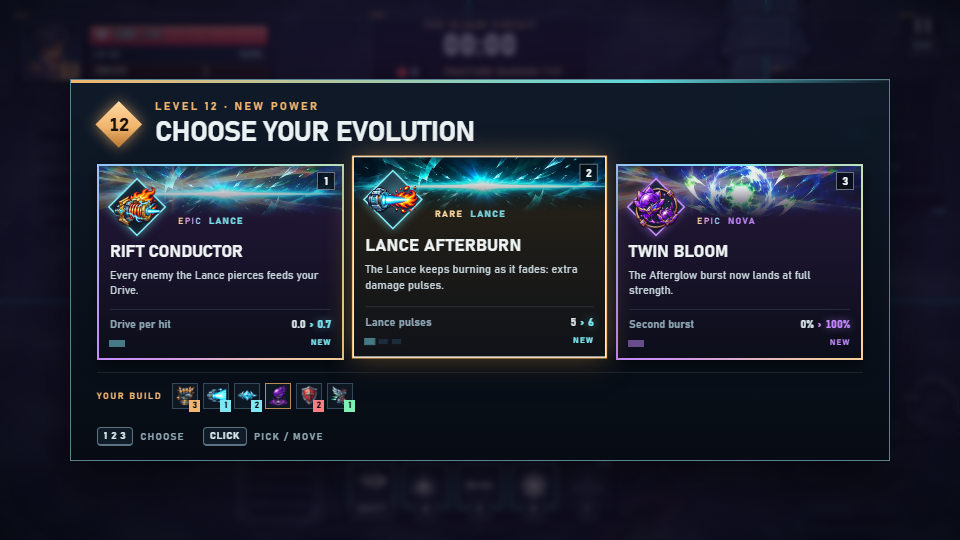 00:00
12
LEVEL 12 · NEW POWER
CHOOSE YOUR EVOLUTION
1
EPIC LANCE
RIFT CONDUCTOR
Every enemy the Lance pierces feeds your
Drive.
Drive per hit 0.0 › 0.7
NEW
2
RARE LANCE
LANCE AFTERBURN
The Lance keeps burning as it fades: extra
damage pulses.
Lance pulses 5 › 6
NEW
3
EPIC NOVA
TWIN BLOOM
The Afterglow burst now lands at full
strength.
Second burst 0% › 100%
NEW
YOUR BUILD 3 1 2 2 1
1 2 3 CHOOSE CLICK PICK / MOVE